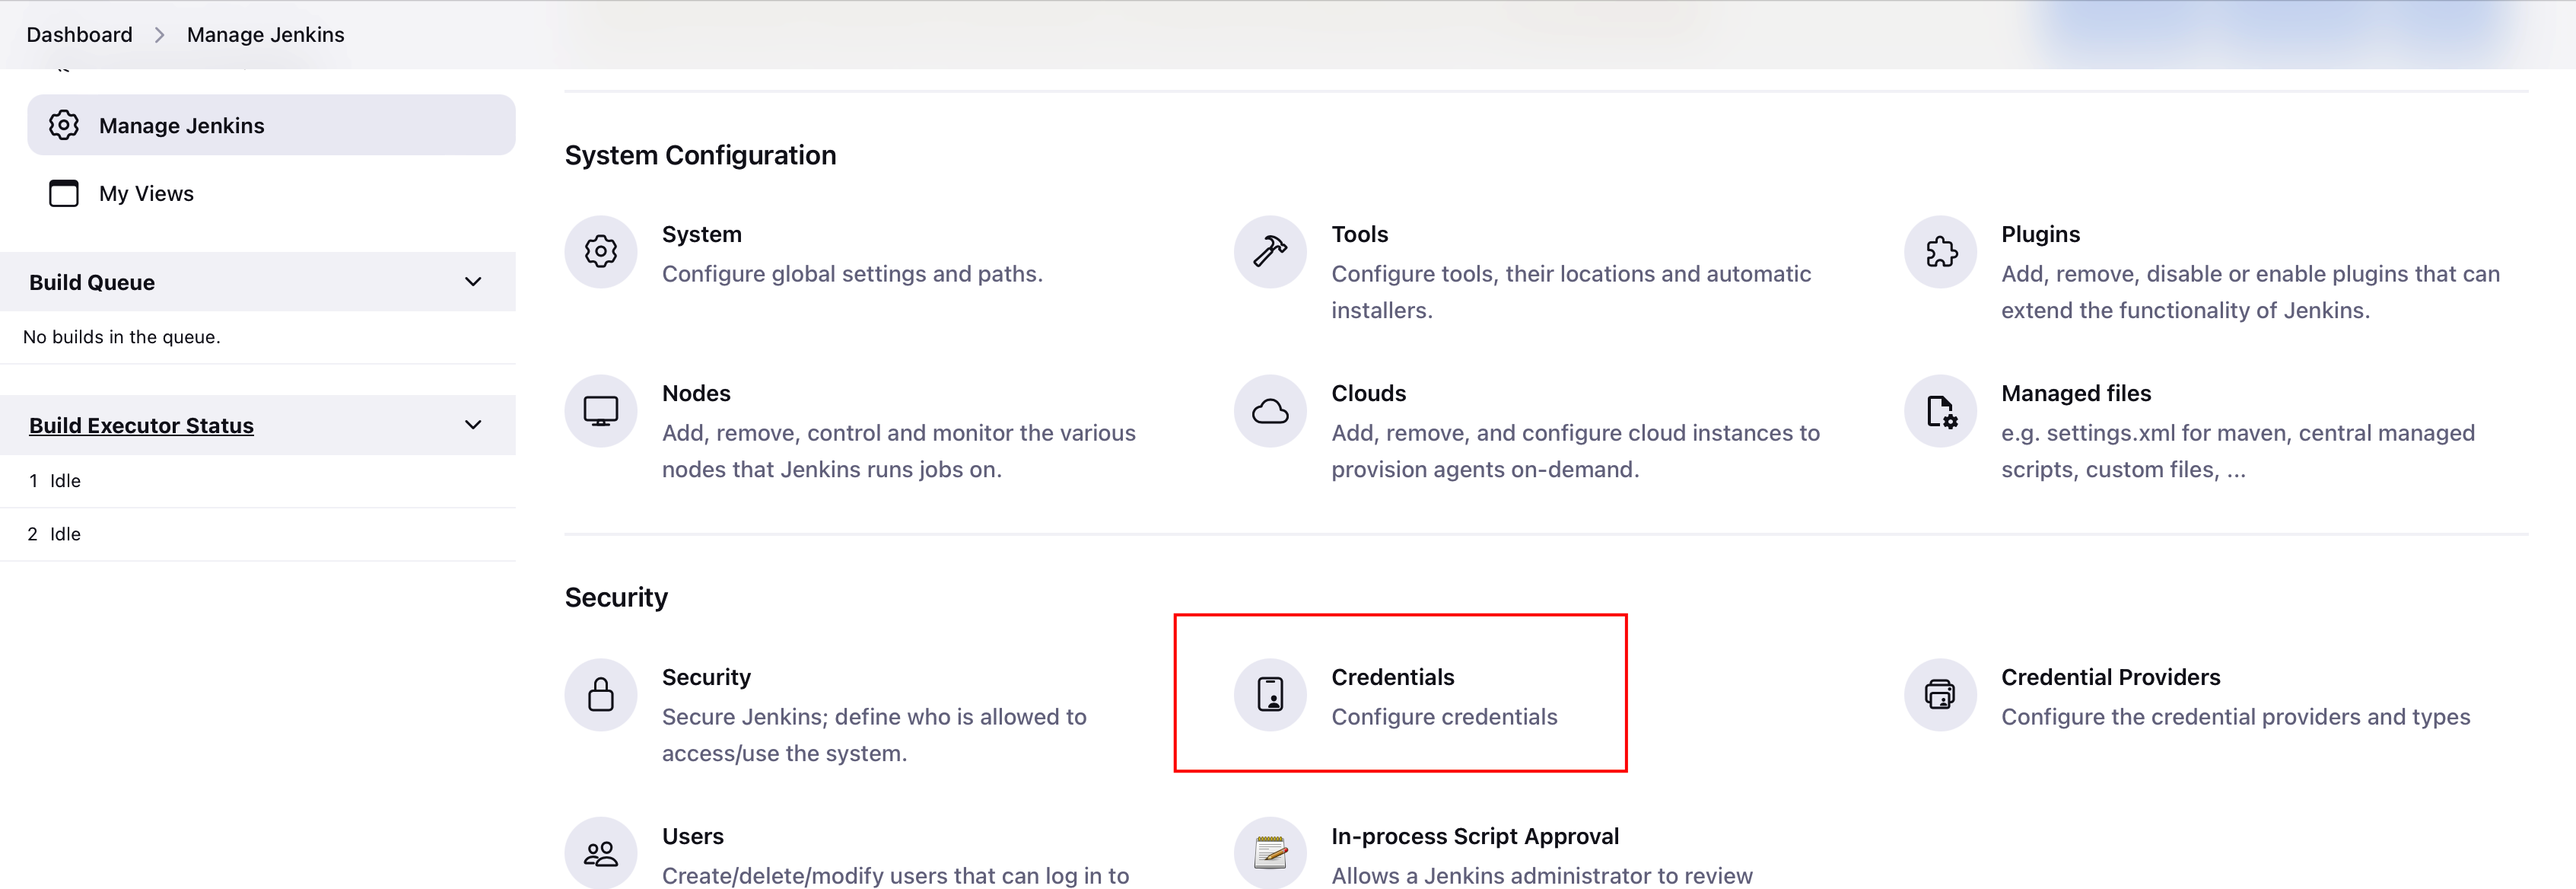 Dashboard > Manage Jenkins
Manage Jenkins
My Views
Build Queue
No builds in the queue.
Build Executor Status
1 Idle
2 Idle
System Configuration
System
Configure global settings and paths.
Tools
Configure tools, their locations and automatic
installers.
Plugins
Add, remove, disable or enable plugins that can
extend the functionality of Jenkins.
Nodes
Add, remove, control and monitor the various
nodes that Jenkins runs jobs on.
Clouds
Add, remove, and configure cloud instances to
provision agents on-demand.
Managed files
e.g. settings.xml for maven, central managed
scripts, custom files, ...
Security
Security
Secure Jenkins; define who is allowed to
access/use the system.
Credentials
Configure credentials
Credential Providers
Configure the credential providers and types
Users
Create/delete/modify users that can log in to
In-process Script Approval
Allows a Jenkins administrator to review